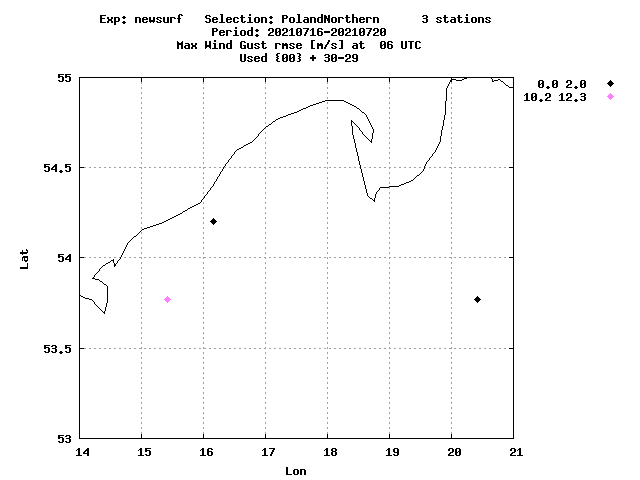 Exp: newsurf   Selection: PolandNorthern      3 stations
Period: 20210716-20210720
Max Wind Gust rmse [m/s] at  06 UTC
Used {00} + 30-29
55
0.0 2.0
10.2 12.3
54.5
54
Lat
53.5
53
14 15 16 17 18 19 20 21
Lon